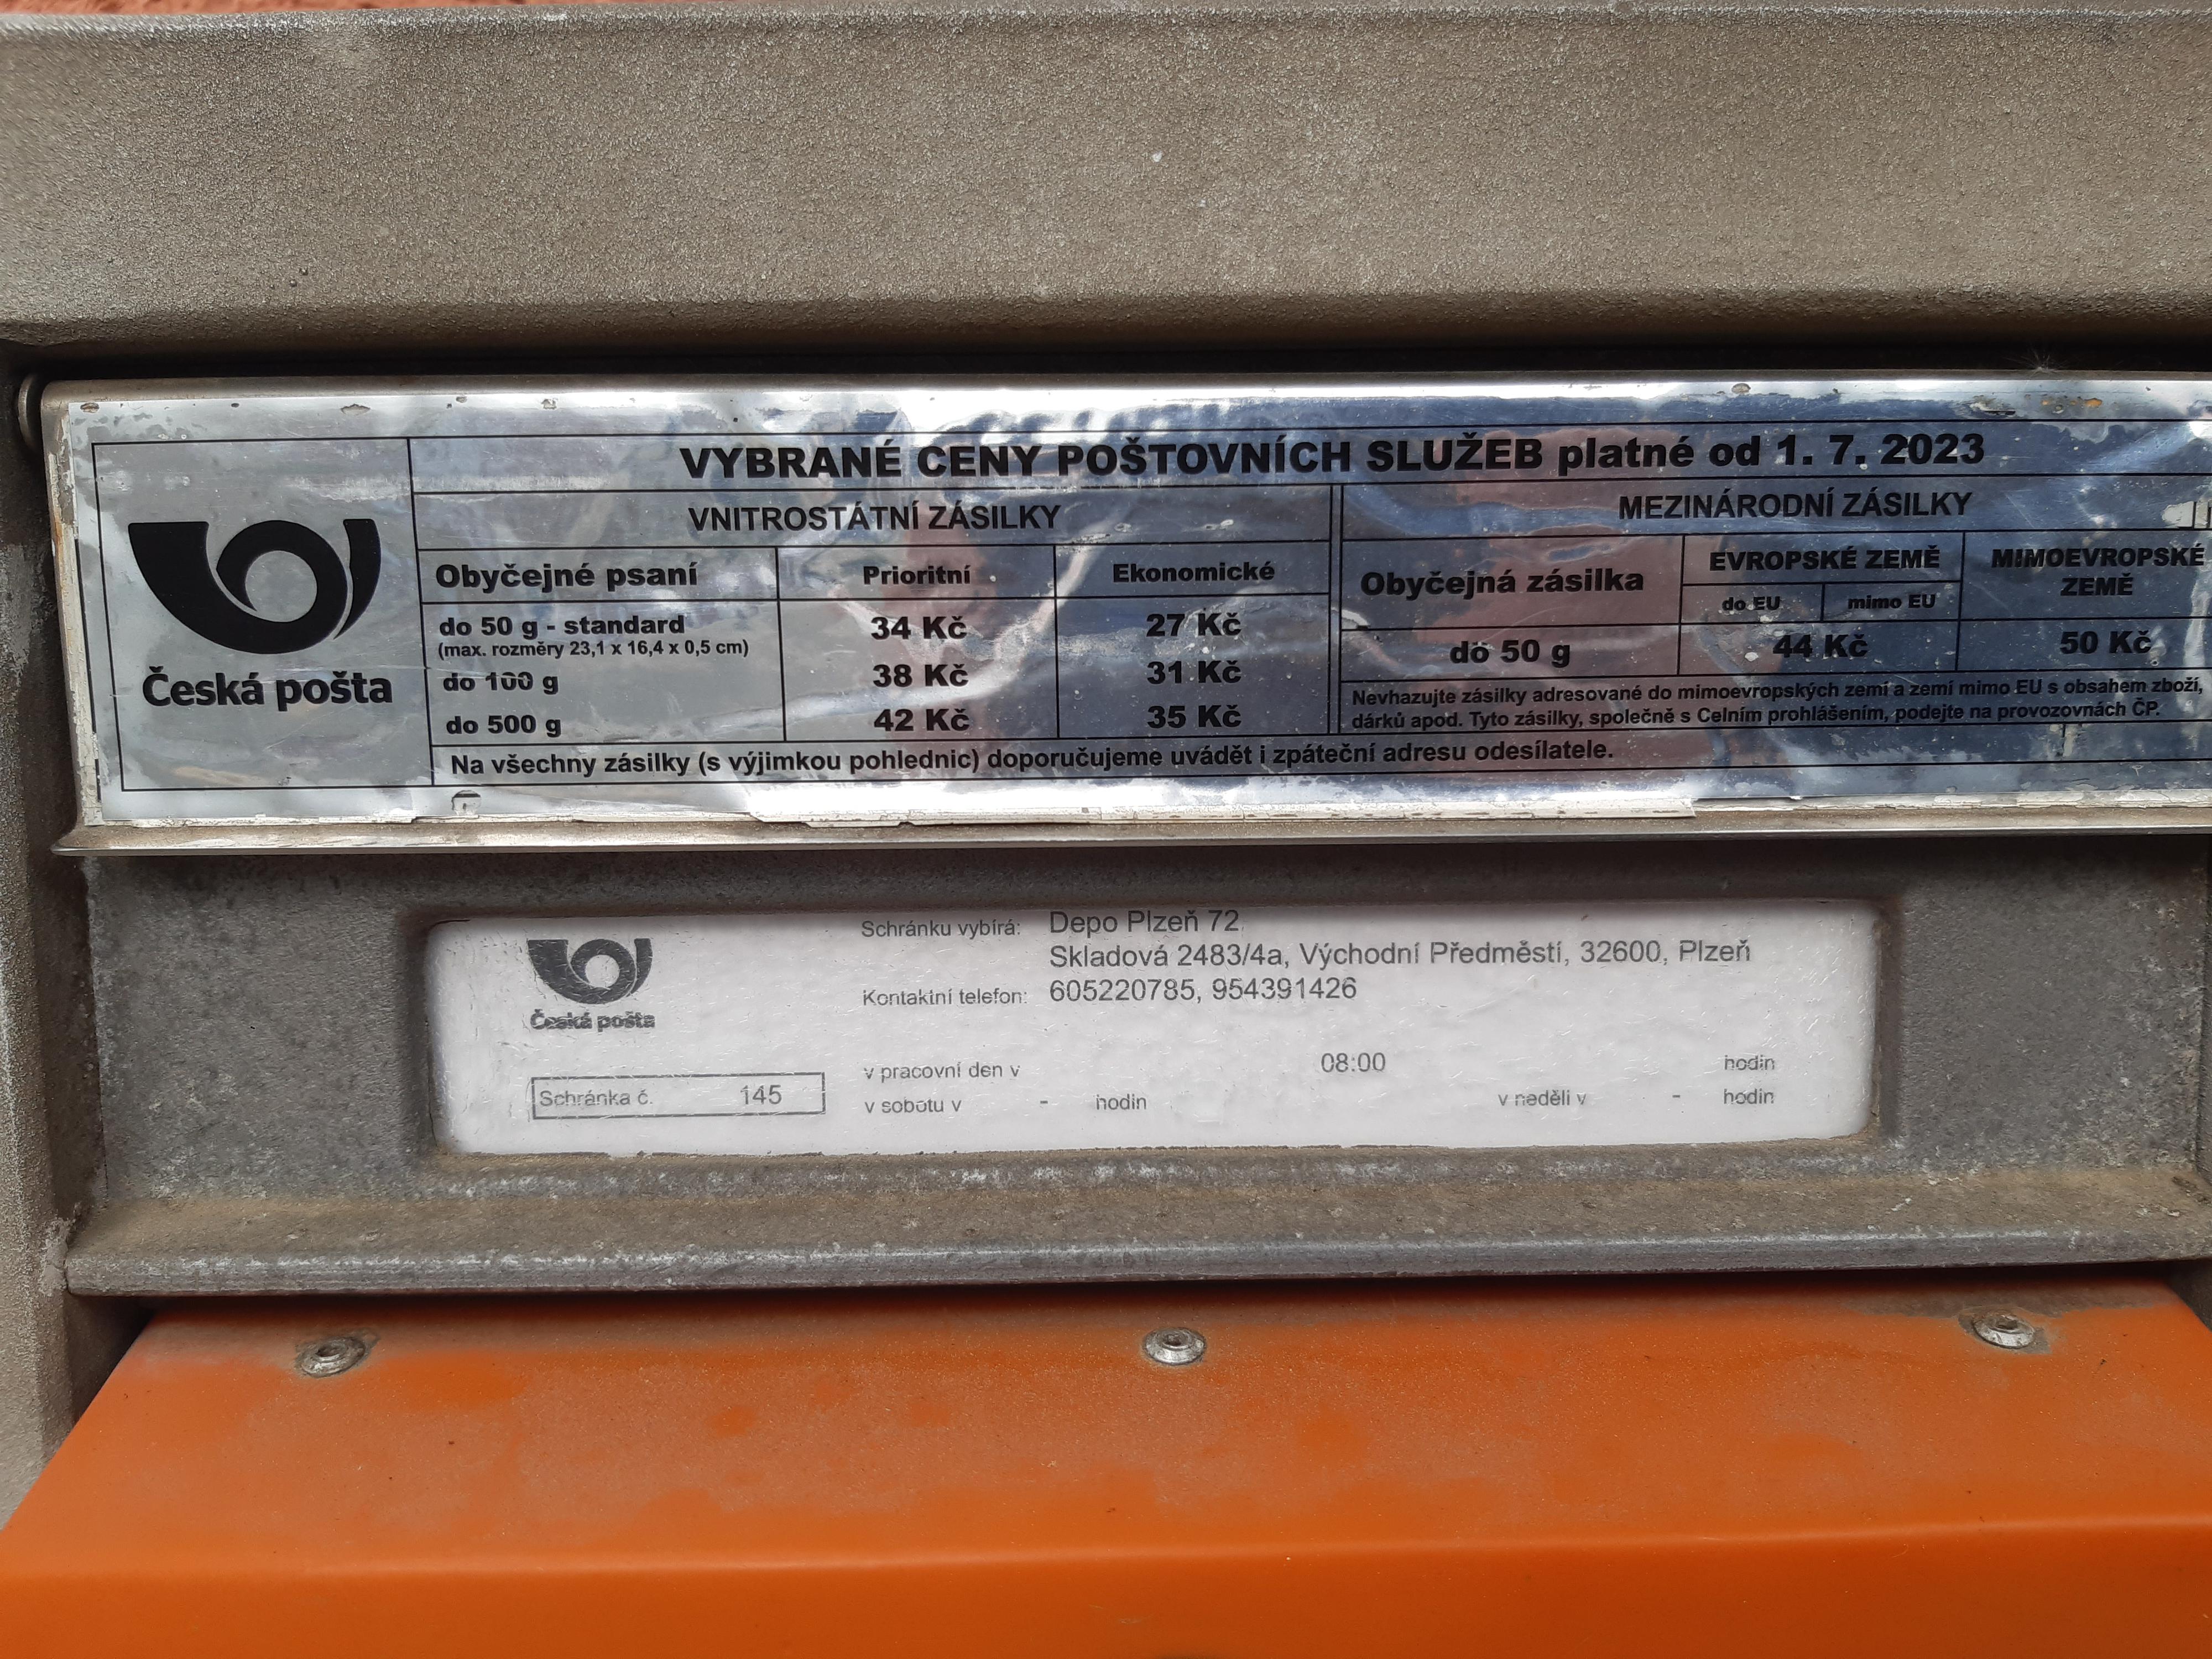 VYBRANÉ CENY POŠTOVNÍCH SLUŽEB platné od 1. 7. 2023
Česká pošta
VNITROSTÁTNÍ ZÁSILKY
Obyčejné psaní Prioritní Ekonomické
do 50 g - standard 34 Kč 27 Kč
(max. rozměry 23,1 x 16,4 x 0,5 cm)
do 100 g 38 Kč 31 Kč
do 500 g 42 Kč 35 Kč
MEZINÁRODNÍ ZÁSILKY
Obyčejná zásilka EVROPSKÉ ZEMĚ MIMOEVROPSKÉ
ZEMĚ
do EU mimo EU
do 50 g 44 Kč 50 Kč
Nevhazujte zásilky adresované do mimoevropských zemí a zemí mimo EU s obsahem zboží,
dárků apod. Tyto zásilky, společně s Celním prohlášením, podejte na provozovnách ČP.
Na všechny zásilky (s výjimkou pohlednic) doporučujeme uvádět i zpáteční adresu odesílatele.
Česká pošta
Schránku vybírá: Depo Plzeň 72
Skladová 2483/4a, Východní Předměstí, 32600, Plzeň
Kontaktní telefon: 605220785, 954391426
Schránka č. 145
v pracovní den v 08:00 hodin
v sobotu v - hodin v neděli v - hodin